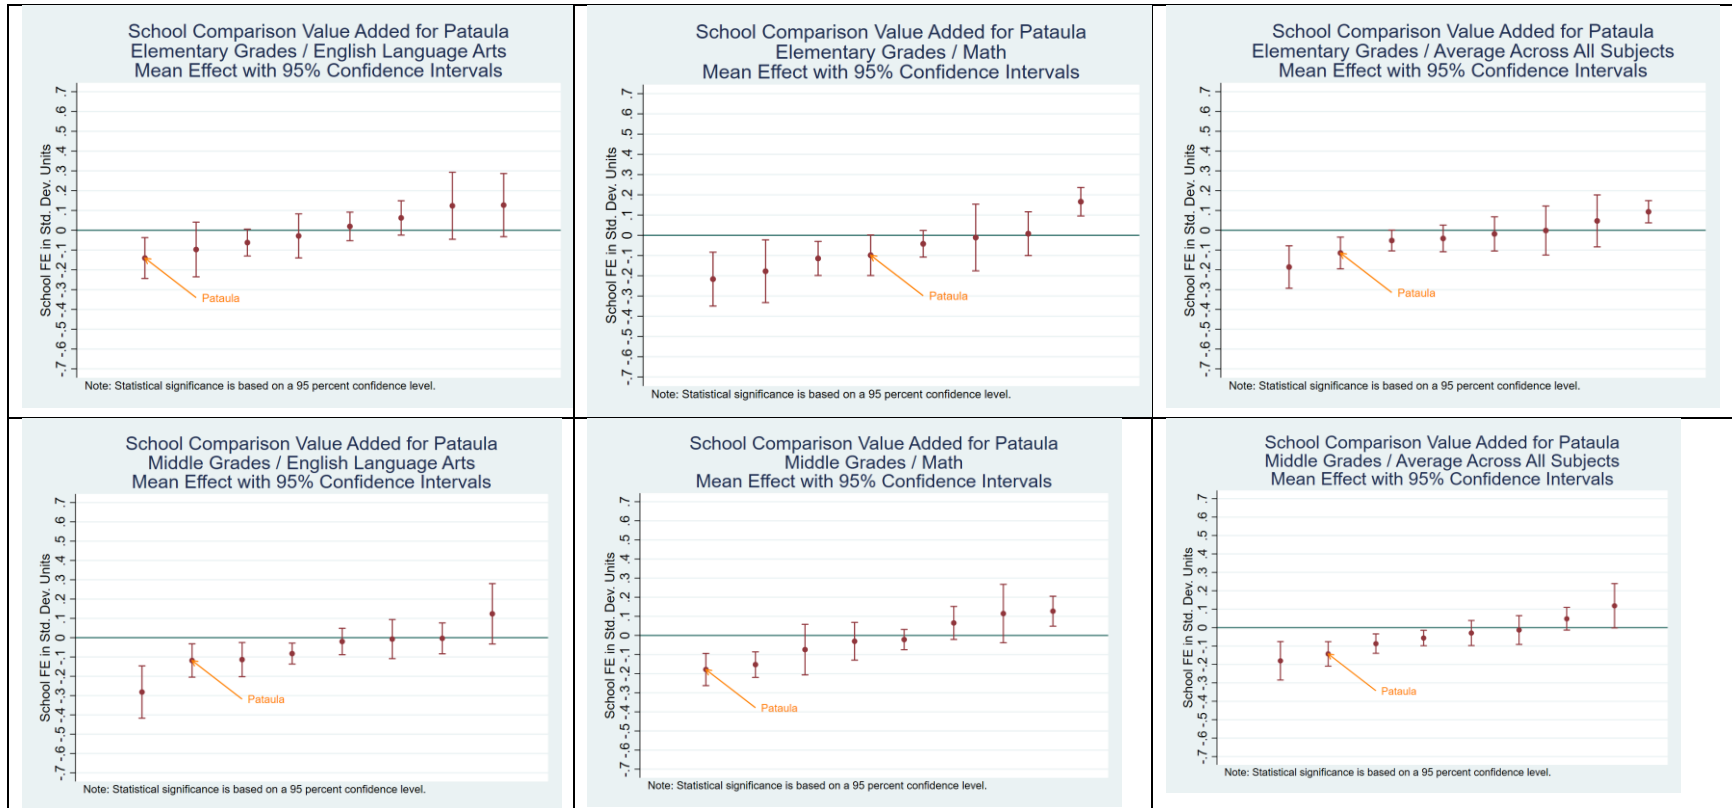 School Comparison Value Added for Pataula
Elementary Grades / English Language Arts
Mean Effect with 95% Confidence Intervals
School FE in Std. Dev. Units
.7
.6
.5
.4
.3
.2
.1
0
-.1
-.2
-.3
-.4
-.5
-.6
-.7
Pataula
Note: Statistical significance is based on a 95 percent confidence level.
School Comparison Value Added for Pataula
Elementary Grades / Math
Mean Effect with 95% Confidence Intervals
School FE in Std. Dev. Units
.7
.6
.5
.4
.3
.2
.1
0
-.1
-.2
-.3
-.4
-.5
-.6
-.7
Pataula
Note: Statistical significance is based on a 95 percent confidence level.
School Comparison Value Added for Pataula
Elementary Grades / Average Across All Subjects
Mean Effect with 95% Confidence Intervals
School FE in Std. Dev. Units
.7
.6
.5
.4
.3
.2
.1
0
-.1
-.2
-.3
-.4
-.5
-.6
-.7
Pataula
Note: Statistical significance is based on a 95 percent confidence level.
School Comparison Value Added for Pataula
Middle Grades / English Language Arts
Mean Effect with 95% Confidence Intervals
School FE in Std. Dev. Units
.7
.6
.5
.4
.3
.2
.1
0
-.1
-.2
-.3
-.4
-.5
-.6
-.7
Pataula
Note: Statistical significance is based on a 95 percent confidence level.
School Comparison Value Added for Pataula
Middle Grades / Math
Mean Effect with 95% Confidence Intervals
School FE in Std. Dev. Units
.7
.6
.5
.4
.3
.2
.1
0
-.1
-.2
-.3
-.4
-.5
-.6
-.7
Pataula
Note: Statistical significance is based on a 95 percent confidence level.
School Comparison Value Added for Pataula
Middle Grades / Average Across All Subjects
Mean Effect with 95% Confidence Intervals
School FE in Std. Dev. Units
.7
.6
.5
.4
.3
.2
.1
0
-.1
-.2
-.3
-.4
-.5
-.6
-.7
Pataula
Note: Statistical significance is based on a 95 percent confidence level.